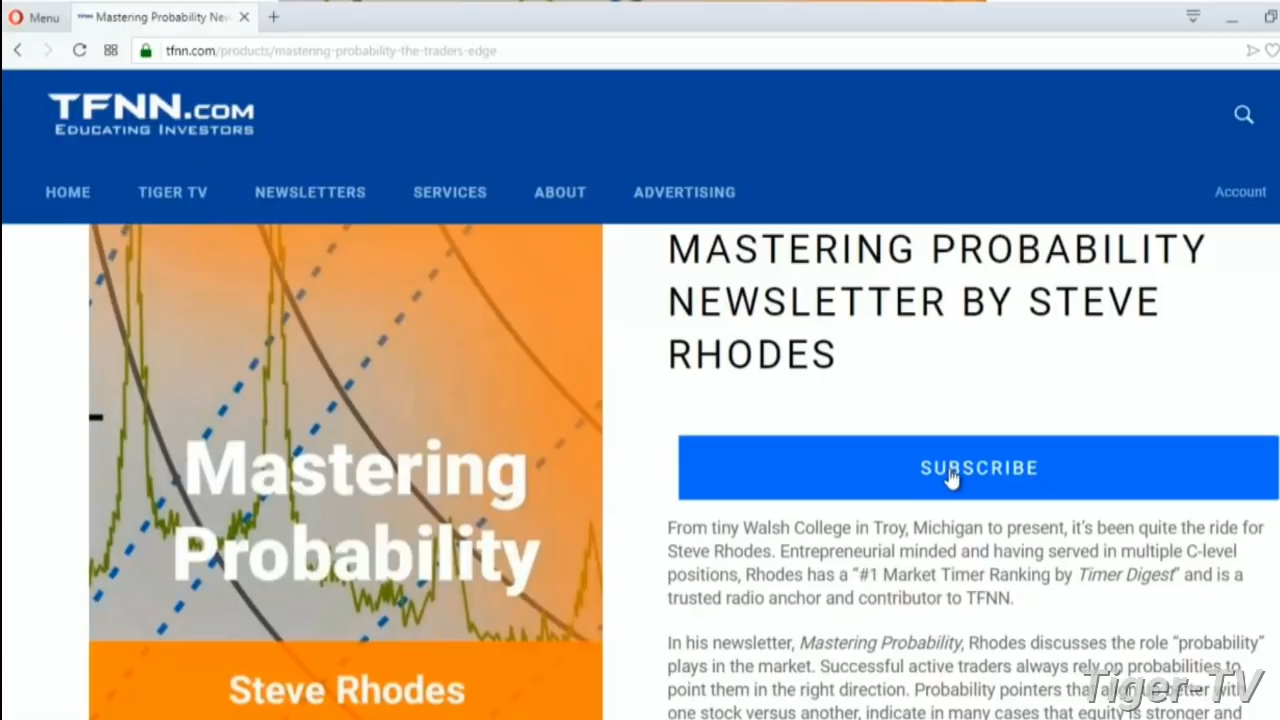 Menu
Mastering Probability New
tfnn.com/products/mastering-probability-the-traders-edge
TFNN.COM
EDUCATING INVESTORS
HOME TIGER TV NEWSLETTERS SERVICES ABOUT ADVERTISING Account
MASTERING PROBABILITY
NEWSLETTER BY STEVE
RHODES
SUBSCRIBE
Mastering
Probability
Steve Rhodes
From tiny Walsh College in Troy, Michigan to present, it's been quite the ride for
Steve Rhodes. Entrepreneurial minded and having served in multiple C-level
positions, Rhodes has a "#1 Market Timer Ranking by Timer Digest" and is a
trusted radio anchor and contributor to TFNN.
In his newsletter, Mastering Probability, Rhodes discusses the role "probability"
plays in the market. Successful active traders always rely on probabilities to
point them in the right direction. Probability pointers that align better with
one stock versus another, indicate in many cases that equity is stronger and
Tiger-TV